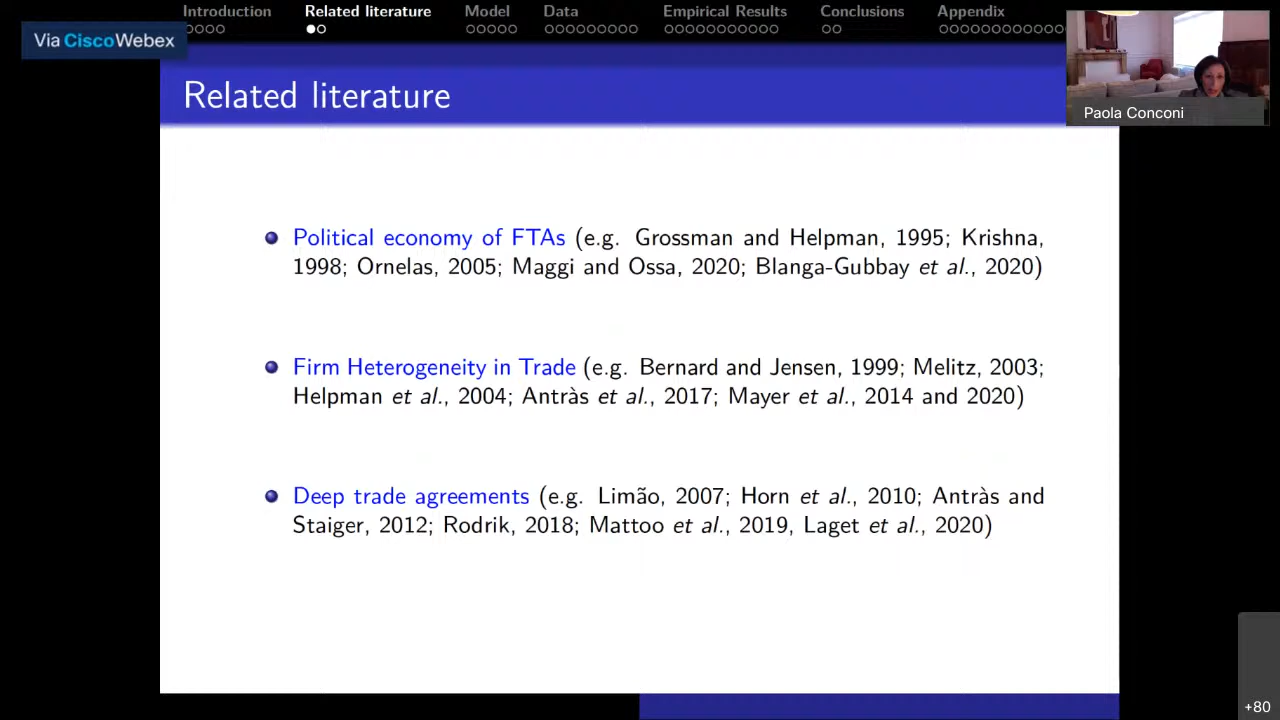 Introduction Related literature Model Data Empirical Results Conclusions Appendix
Via CiscoWebex
Related literature
Paola Conconi
Political economy of FTAs (e.g. Grossman and Helpman, 1995; Krishna,
1998; Ornelas, 2005; Maggi and Ossa, 2020; Blanga-Gubbay et al., 2020)
Firm Heterogeneity in Trade (e.g. Bernard and Jensen, 1999; Melitz, 2003;
Helpman et al., 2004; Antràs et al., 2017; Mayer et al., 2014 and 2020)
Deep trade agreements (e.g. Limão, 2007; Horn et al., 2010; Antràs and
Staiger, 2012; Rodrik, 2018; Mattoo et al., 2019, Laget et al., 2020)
+80